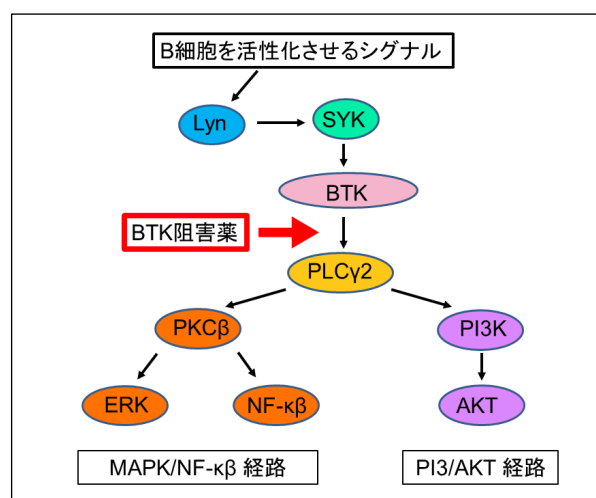 B細胞を活性化させるシグナル
Lyn
SYK
BTK
BTK阻害薬
PLCγ2
PKCβ
PI3K
ERK
NF-κβ
AKT
MAPK/NF-κβ 経路
PI3/AKT 経路